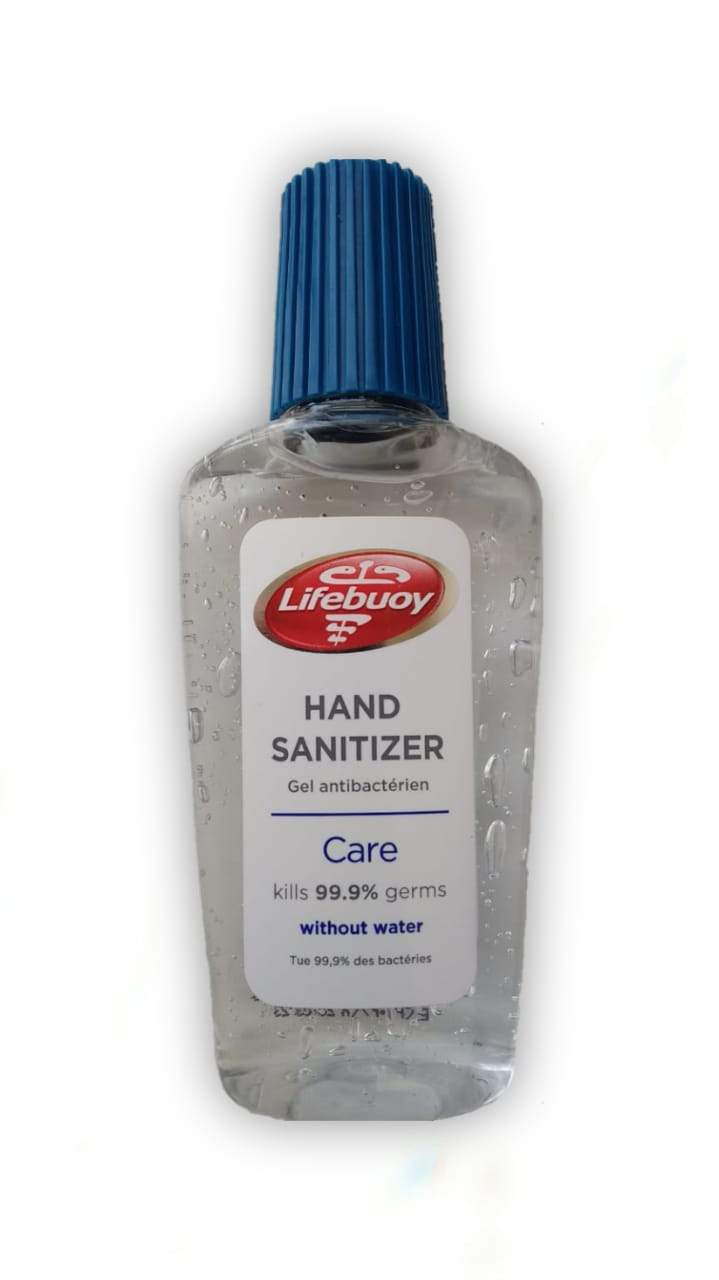 Lifebuoy
HAND
SANITIZER
Gel antibactérien
Care
kills 99.9% germs
without water
Tue 99,9% des bactéries